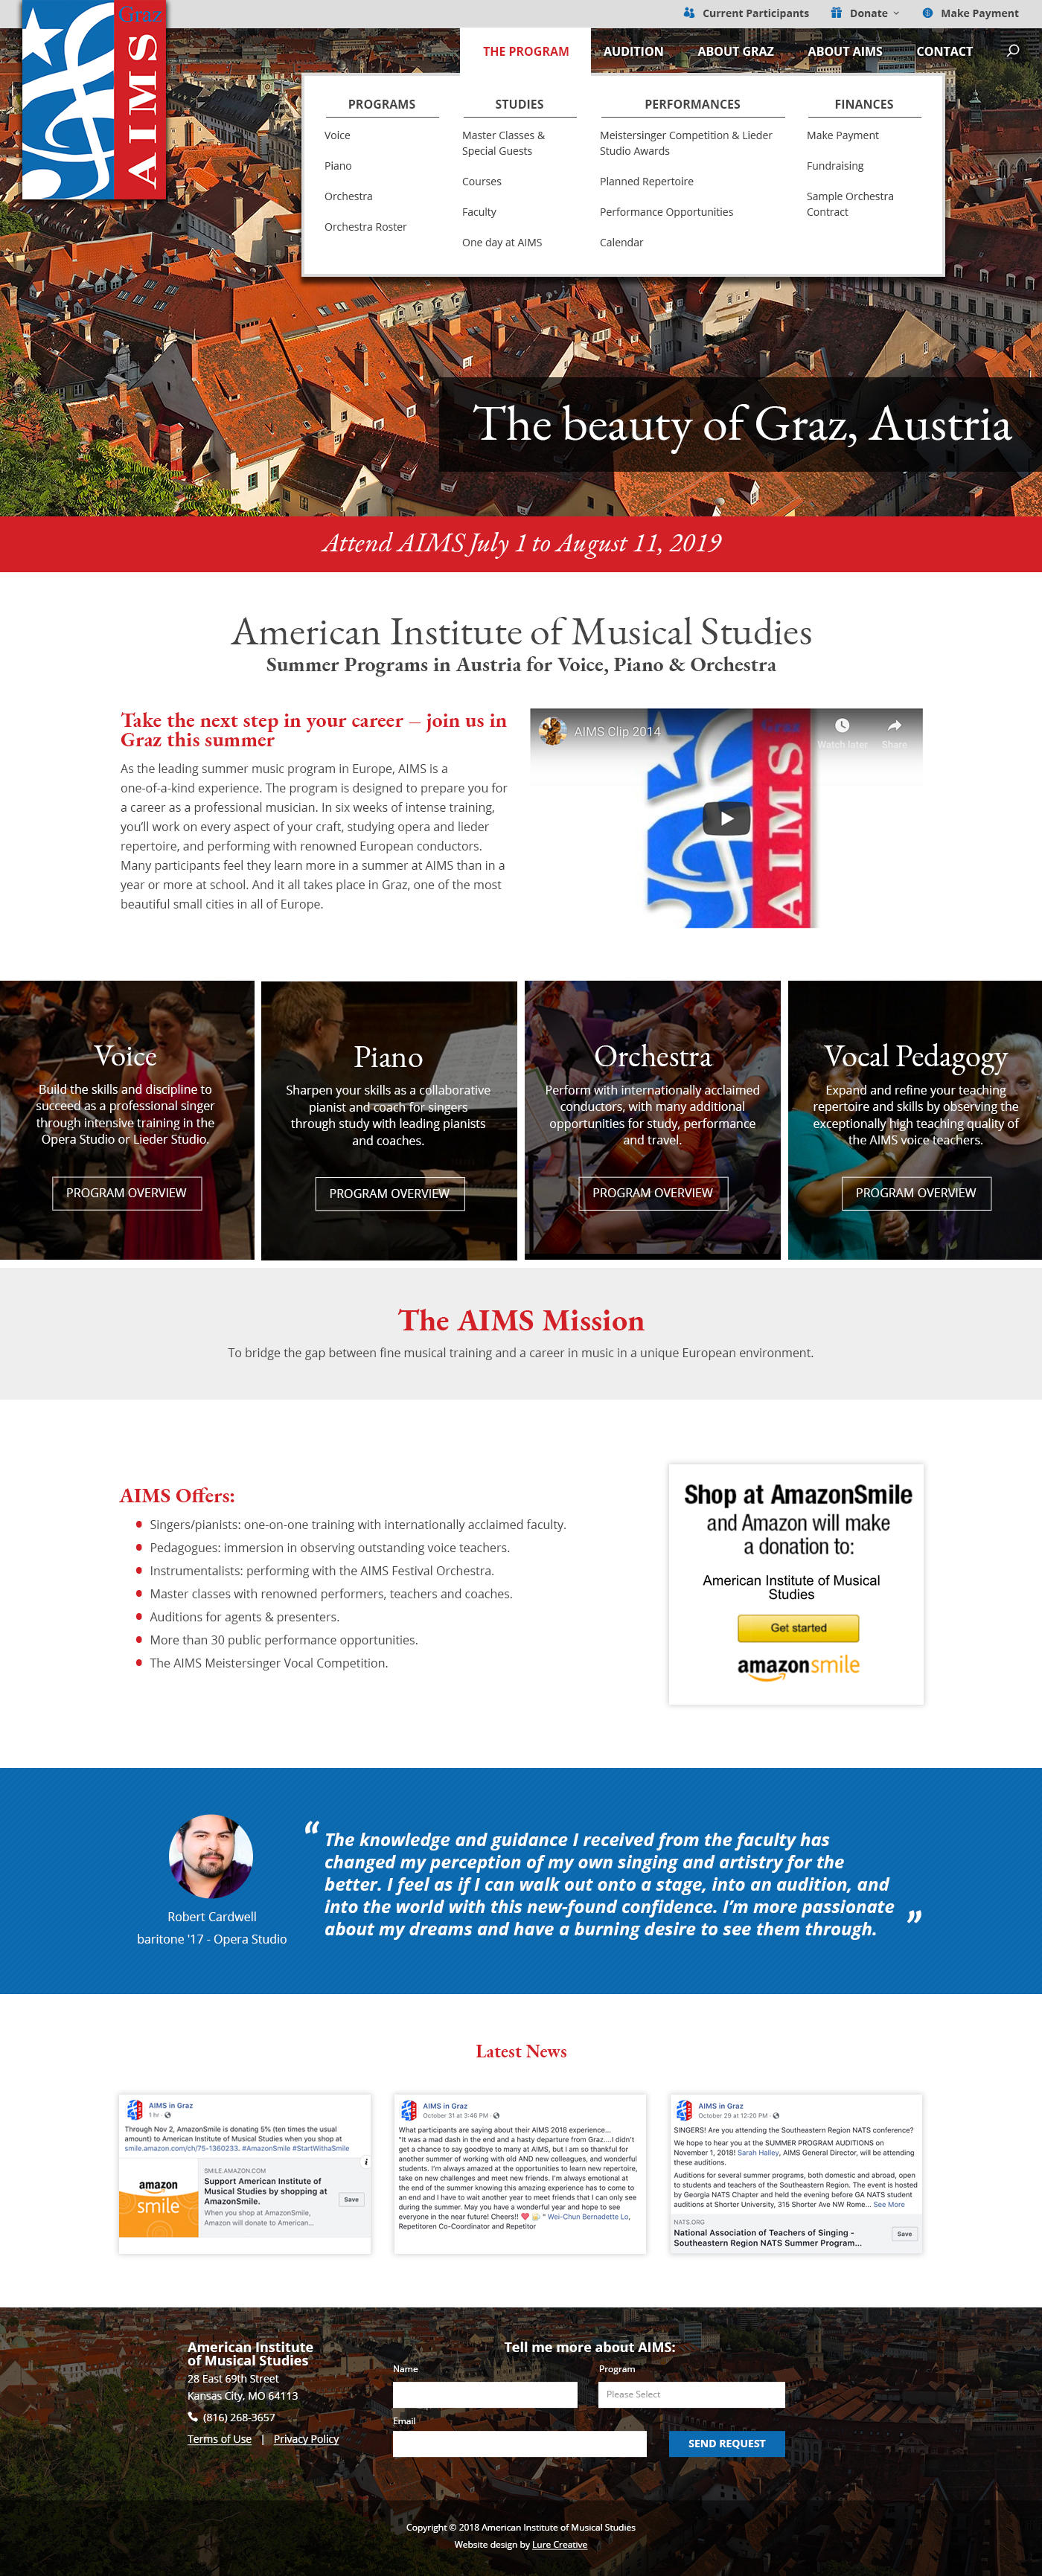 Current Participants
Donate
Make Payment
Graz
AIMS
THE PROGRAM
AUDITION
ABOUT GRAZ
ABOUT AIMS
CONTACT
PROGRAMS
Voice
Piano
Orchestra
Orchestra Roster
STUDIES
Master Classes &
Special Guests
Courses
Faculty
One day at AIMS
PERFORMANCES
Meistersinger Competition & Lieder
Studio Awards
Planned Repertoire
Performance Opportunities
Calendar
FINANCES
Make Payment
Fundraising
Sample Orchestra
Contract
The beauty of Graz, Austria
Attend AIMS July 1 to August 11, 2019
American Institute of Musical Studies
Summer Programs in Austria for Voice, Piano & Orchestra
Take the next step in your career – join us in
Graz this summer
As the leading summer music program in Europe, AIMS is a
one-of-a-kind experience. The program is designed to prepare you for
a career as a professional musician. In six weeks of intense training,
you'll work on every aspect of your craft, studying opera and lieder
repertoire, and performing with renowned European conductors.
Many participants feel they learn more in a summer at AIMS than in a
year or more at school. And it all takes place in Graz, one of the most
beautiful small cities in all of Europe.
AIMS Clip 2014
Watch later
Share
Graz
AIMS
Voice
Build the skills and discipline to
succeed as a professional singer
through intensive training in the
Opera Studio or Lieder Studio.
PROGRAM OVERVIEW
Piano
Sharpen your skills as a collaborative
pianist and coach for singers
through study with leading pianists
and coaches.
PROGRAM OVERVIEW
Orchestra
Perform with internationally acclaimed
conductors, with many additional
opportunities for study, performance
and travel.
PROGRAM OVERVIEW
Vocal Pedagogy
Expand and refine your teaching
repertoire and skills by observing the
exceptionally high teaching quality of
the AIMS voice teachers.
PROGRAM OVERVIEW
The AIMS Mission
To bridge the gap between fine musical training and a career in music in a unique European environment.
AIMS Offers:
Singers/pianists: one-on-one training with internationally acclaimed faculty.
Pedagogues: immersion in observing outstanding voice teachers.
Instrumentalists: performing with the AIMS Festival Orchestra.
Master classes with renowned performers, teachers and coaches.
Auditions for agents & presenters.
More than 30 public performance opportunities.
The AIMS Meistersinger Vocal Competition.
Shop at AmazonSmile
and Amazon will make
a donation to:
American Institute of Musical
Studies
Get started
amazonsmile
Robert Cardwell
baritone '17 - Opera Studio
“ The knowledge and guidance I received from the faculty has
changed my perception of my own singing and artistry for the
better. I feel as if I can walk out onto a stage, into an audition, and
into the world with this new-found confidence. I'm more passionate
about my dreams and have a burning desire to see them through. ”
Latest News
AIMS in Graz
1 hr ·
Through Nov 2, AmazonSmile is donating 5% (ten times the usual
amount) to American Institute of Musical Studies when you shop at
smile.amazon.com/ch/75-1360233. #AmazonSmile #StartWithaSmile
amazon
smile
i
SMILE.AMAZON.COM
Support American Institute of
Musical Studies by shopping at
AmazonSmile.
When you shop at AmazonSmile,
Amazon will donate to American...
Save
AIMS in Graz
October 31 at 3:46 PM ·
What participants are saying about their AIMS 2018 experience...
"It was a mad dash in the end and a hasty departure from Graz....I didn't
get a chance to say goodbye to many at AIMS, but I am so thankful for
another summer of working with old AND new colleagues, and wonderful
students. I'm always amazed at the opportunities to learn new repertoire,
take on new challenges and meet new friends. I'm always emotional at
the end of the summer knowing this amazing experience has to come to
an end and I have to wait another year to meet friends that I can only see
during the summer. May you have a wonderful year and hope to see
everyone in the near future! Cheers!! ❤️ 🍻 " Wei-Chun Bernadette Lo,
Repetitoren Co-Coordinator and Repetitor
AIMS in Graz
October 29 at 12:20 PM ·
SINGERS! Are you attending the Southeastern Region NATS conference?
We hope to hear you at the SUMMER PROGRAM AUDITIONS on
November 1, 2018! Sarah Halley, AIMS General Director, will be attending
these auditions.
Auditions for several summer programs, both domestic and abroad, open
to students and teachers of the Southeastern Region. The event is hosted
by Georgia NATS Chapter and held the evening before GA NATS student
auditions at Shorter University, 315 Shorter Ave NW Rome... See More
NATS.ORG
National Association of Teachers of Singing -
Southeastern Region NATS Summer Program...
Save
American Institute
of Musical Studies
28 East 69th Street
Kansas City, MO 64113
(816) 268-3657
Terms of Use | Privacy Policy
Tell me more about AIMS:
Name
Program
Please Select
Email
SEND REQUEST
Copyright © 2018 American Institute of Musical Studies
Website design by Lure Creative